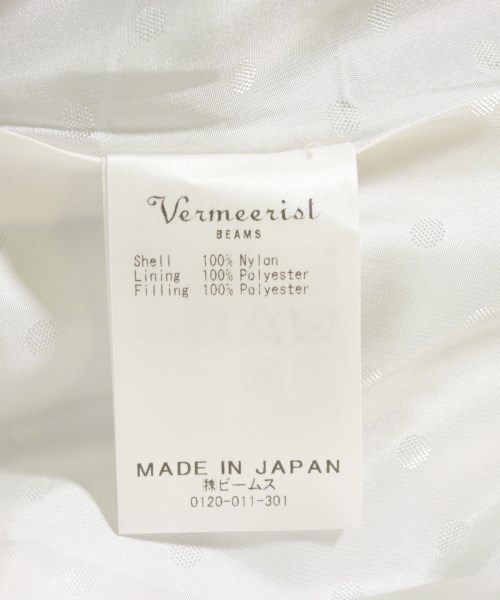 Vermeerist
BEAMS
Shell 100% Nylon
Lining 100% Polyester
Filling 100% Polyester
MADE IN JAPAN
㈱ビームス
0120-011-301